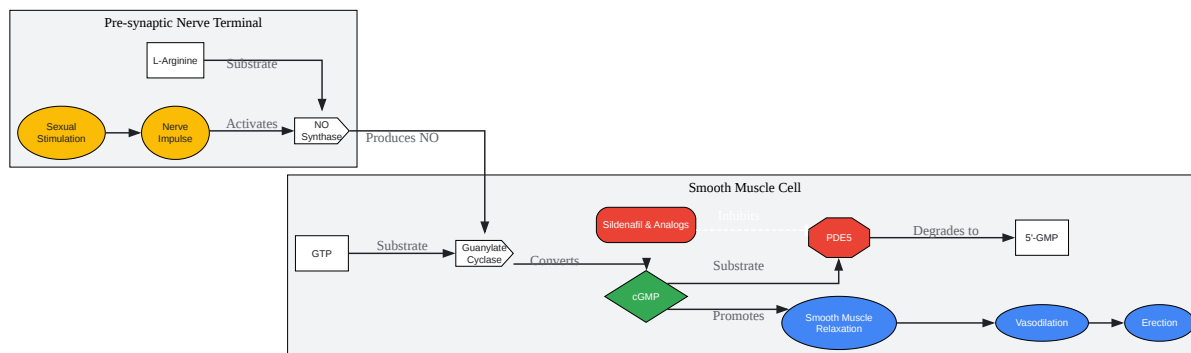 Pre-synaptic Nerve Terminal
L-Arginine
Substrate
Sexual
Stimulation
Nerve
Impulse
Activates
NO
Synthase
Produces NO
Smooth Muscle Cell
Sildenafil & Analogs
Inhibits
PDE5
Degrades to
5'-GMP
GTP
Substrate
Guanylate
Cyclase
Converts
cGMP
Substrate
Promotes
Smooth Muscle
Relaxation
Vasodilation
Erection